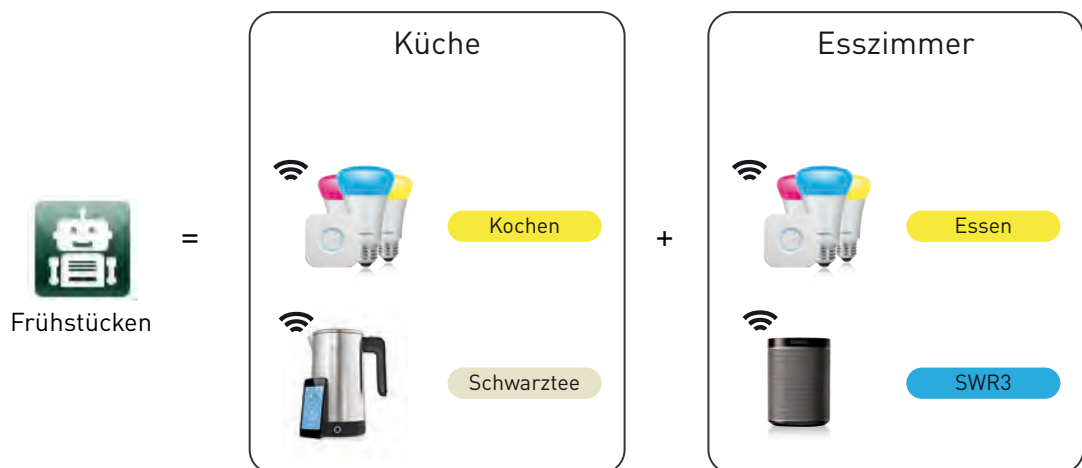 Küche
Esszimmer
Kochen
Essen
=
+
Frühstücken
Schwarztee
SWR3